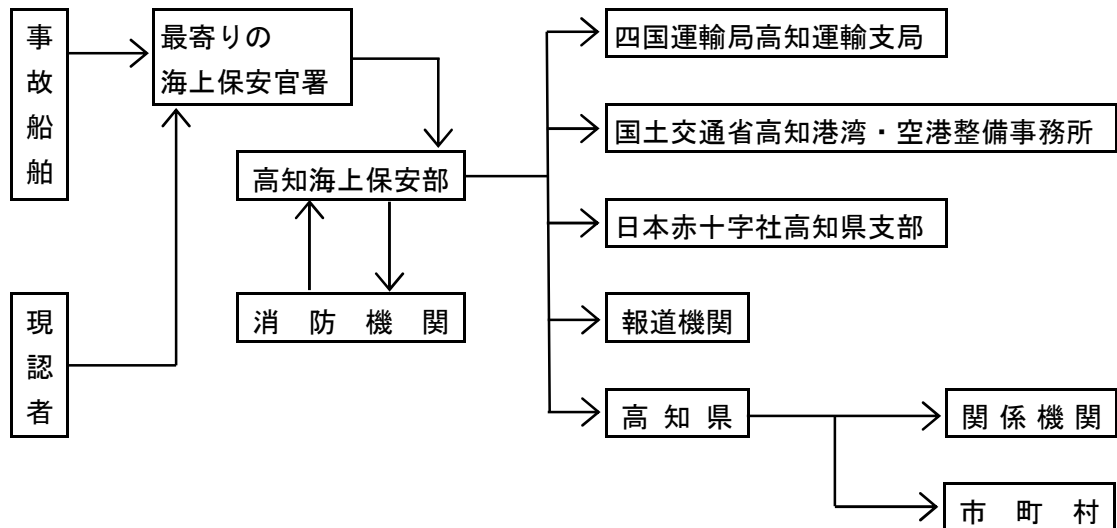 事故船舶
最寄りの
海上保安官署
高知海上保安部
消防機関
現認者
四国運輸局高知運輸支局
国土交通省高知港湾・空港整備事務所
日本赤十字社高知県支部
報道機関
高知県
関係機関
市町村